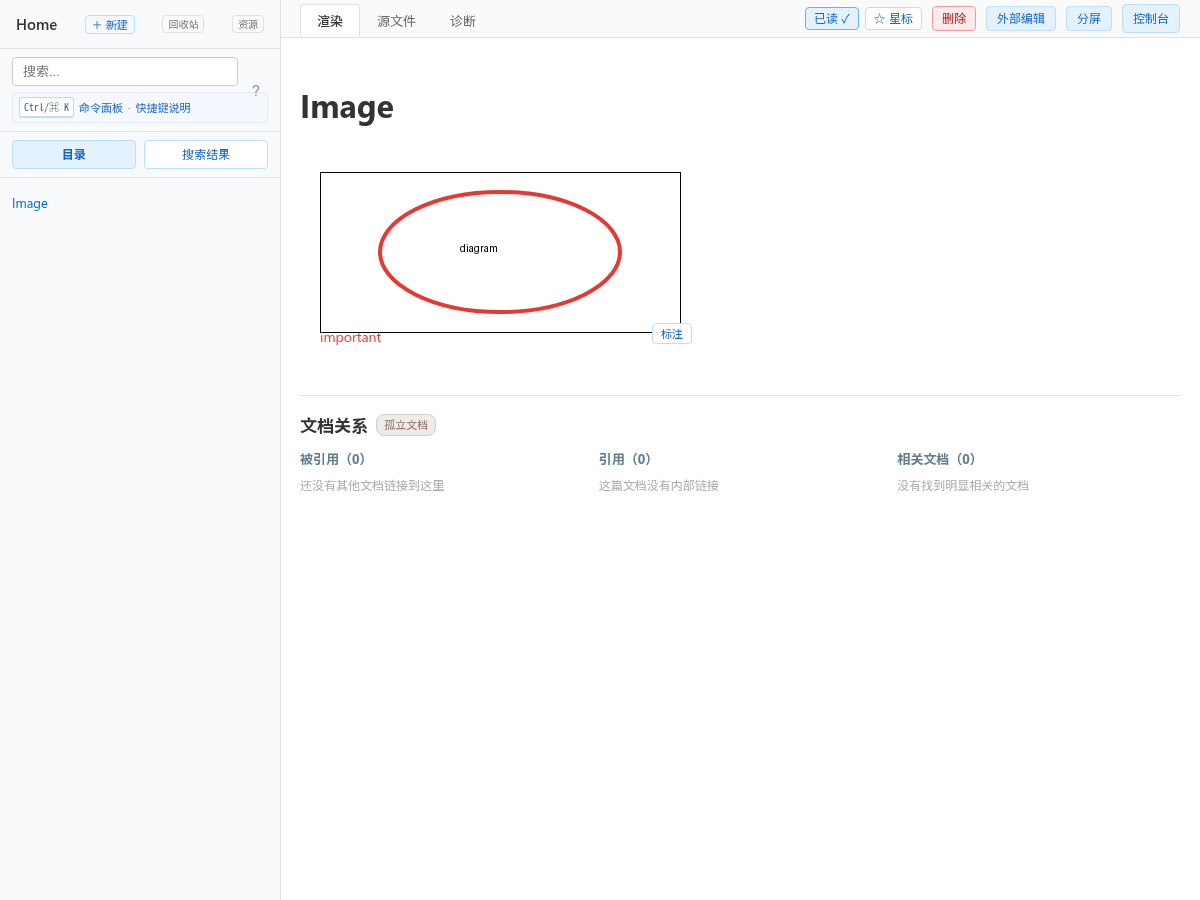 Home
＋ 新建
回收站
资源
搜索...
?
Ctrl/⌘ K 命令面板 · 快捷键说明
目录
搜索结果
Image
渲染
源文件
诊断
已读 ✓
☆ 星标
删除
外部编辑
分屏
控制台
Image
diagram
important
标注
文档关系 孤立文档
被引用（0）
还没有其他文档链接到这里
引用（0）
这篇文档没有内部链接
相关文档（0）
没有找到明显相关的文档